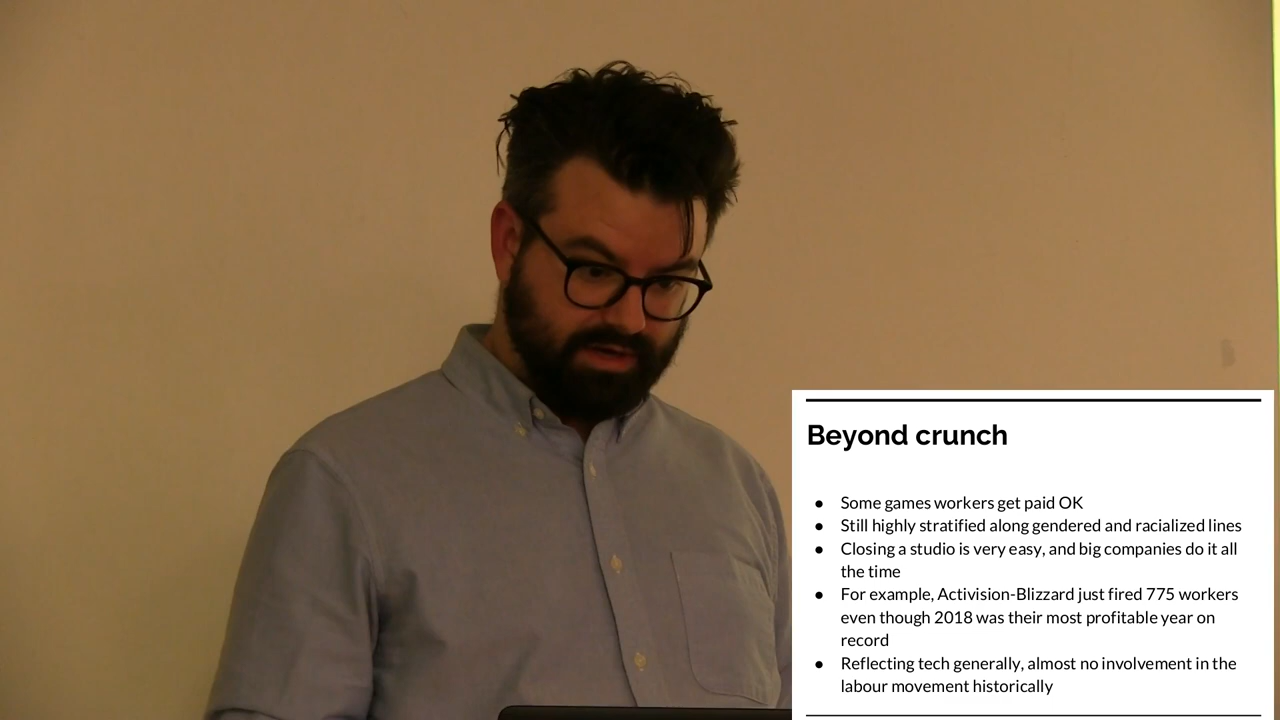 Beyond crunch
● Some games workers get paid OK
● Still highly stratified along gendered and racialized lines
● Closing a studio is very easy, and big companies do it all
the time
● For example, Activision-Blizzard just fired 775 workers
even though 2018 was their most profitable year on
record
● Reflecting tech generally, almost no involvement in the
labour movement historically